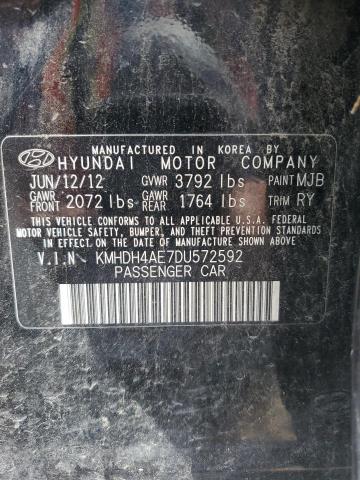 MANUFACTURED IN KOREA BY
HYUNDAI MOTOR COMPANY
JUN/12/12 GVWR 3792 lbs PAINT MJB
GAWR FRONT 2072 lbs GAWR REAR 1764 lbs TRIM RY
THIS VEHICLE CONFORMS TO ALL APPLICABLE U.S.A. FEDERAL
MOTOR VEHICLE SAFETY, BUMPER, AND THEFT PREVENTION
STANDARDS IN EFFECT ON THE DATE OF MANUFACTURE SHOWN ABOVE.
V.I.N KMHDH4AE7DU572592
PASSENGER CAR